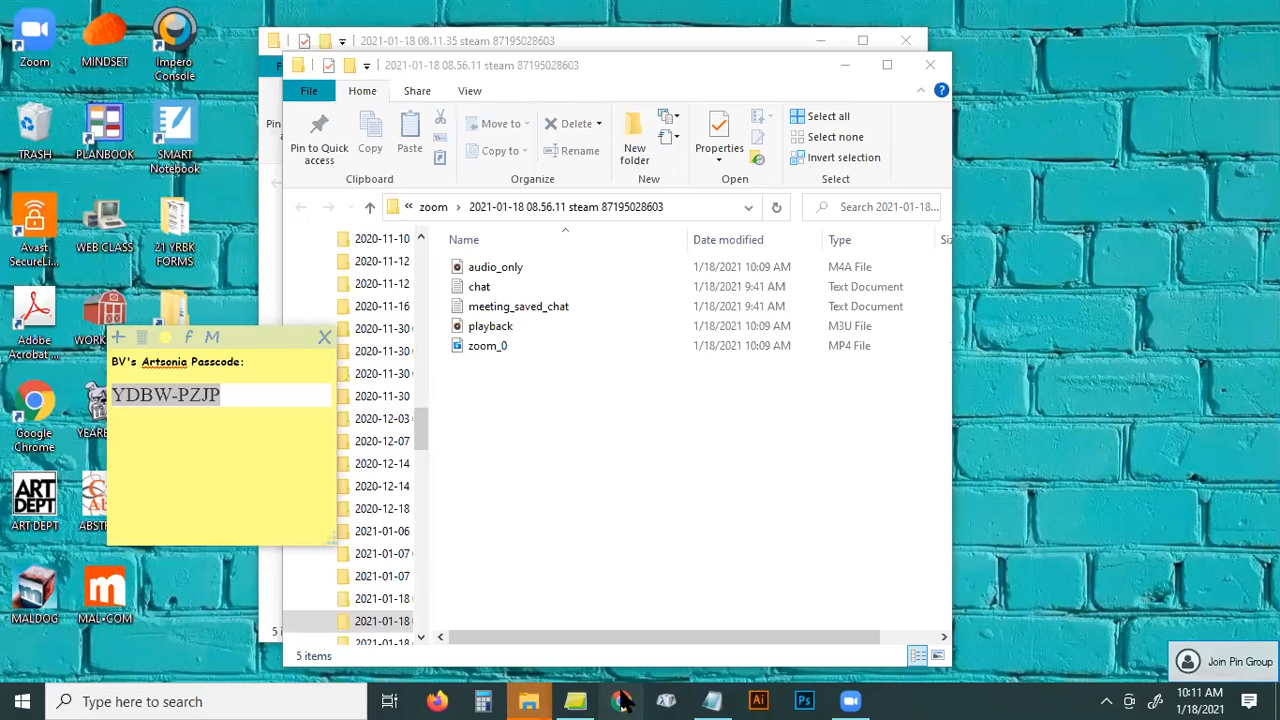 Zoom
MINDSET
Impero
Console
TRASH
PLANBOOK
SMART
Notebook
Avast
SecureLi...
WEB CLASS
21 YRBK
FORMS
Adobe
Acrobat ...
Google
Chrome
ART DEPT
ART DEPT
MALDOG
MAL•COM
2021-01-18 08.11.35 steam 87195028603
2021-01-18 08.56.11 steam 87195028603
File
Home
Share
View
Pin to Quick
access
Copy
Paste
Move to
Copy to
Delete
Rename
New
folder
Properties
Select all
Select none
Invert selection
Clipboard
Organize
New
Open
Select
zoom
2021-01-18 08.56.11 steam 87195028603
Search 2021-01-18...
2020-11-10
2020-11-12
2020-11-12
2020-11-16
2020-11-30
2020-11-30
2020-11-30
2020-11-30
2020-12-03
2020-12-07
2020-12-14
2020-12-14
2020-12-18
2021-01-06
2021-01-07
2021-01-07
2021-01-18
2021-01-18
2021-01-18
Name Date modified Type
audio_only 1/18/2021 10:09 AM M4A File
chat 1/18/2021 9:41 AM Text Document
meeting_saved_chat 1/18/2021 9:41 AM Text Document
playback 1/18/2021 10:09 AM M3U File
zoom_0 1/18/2021 10:09 AM MP4 File
5 items
BV's Artsonia Passcode:
YDBW-PZJP
Join Pin Group
Type here to search
Ai
Ps
10:11 AM
1/18/2021